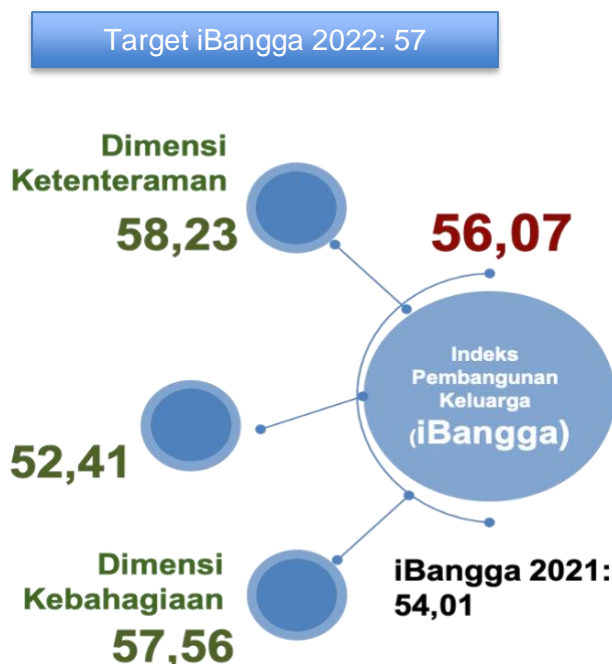 Target iBangga 2022: 57
Dimensi
Ketenteraman
58,23
56,07
Indeks
Pembangunan
Keluarga
(iBangga)
52,41
Dimensi
Kebahagiaan
57,56
iBangga 2021:
54,01